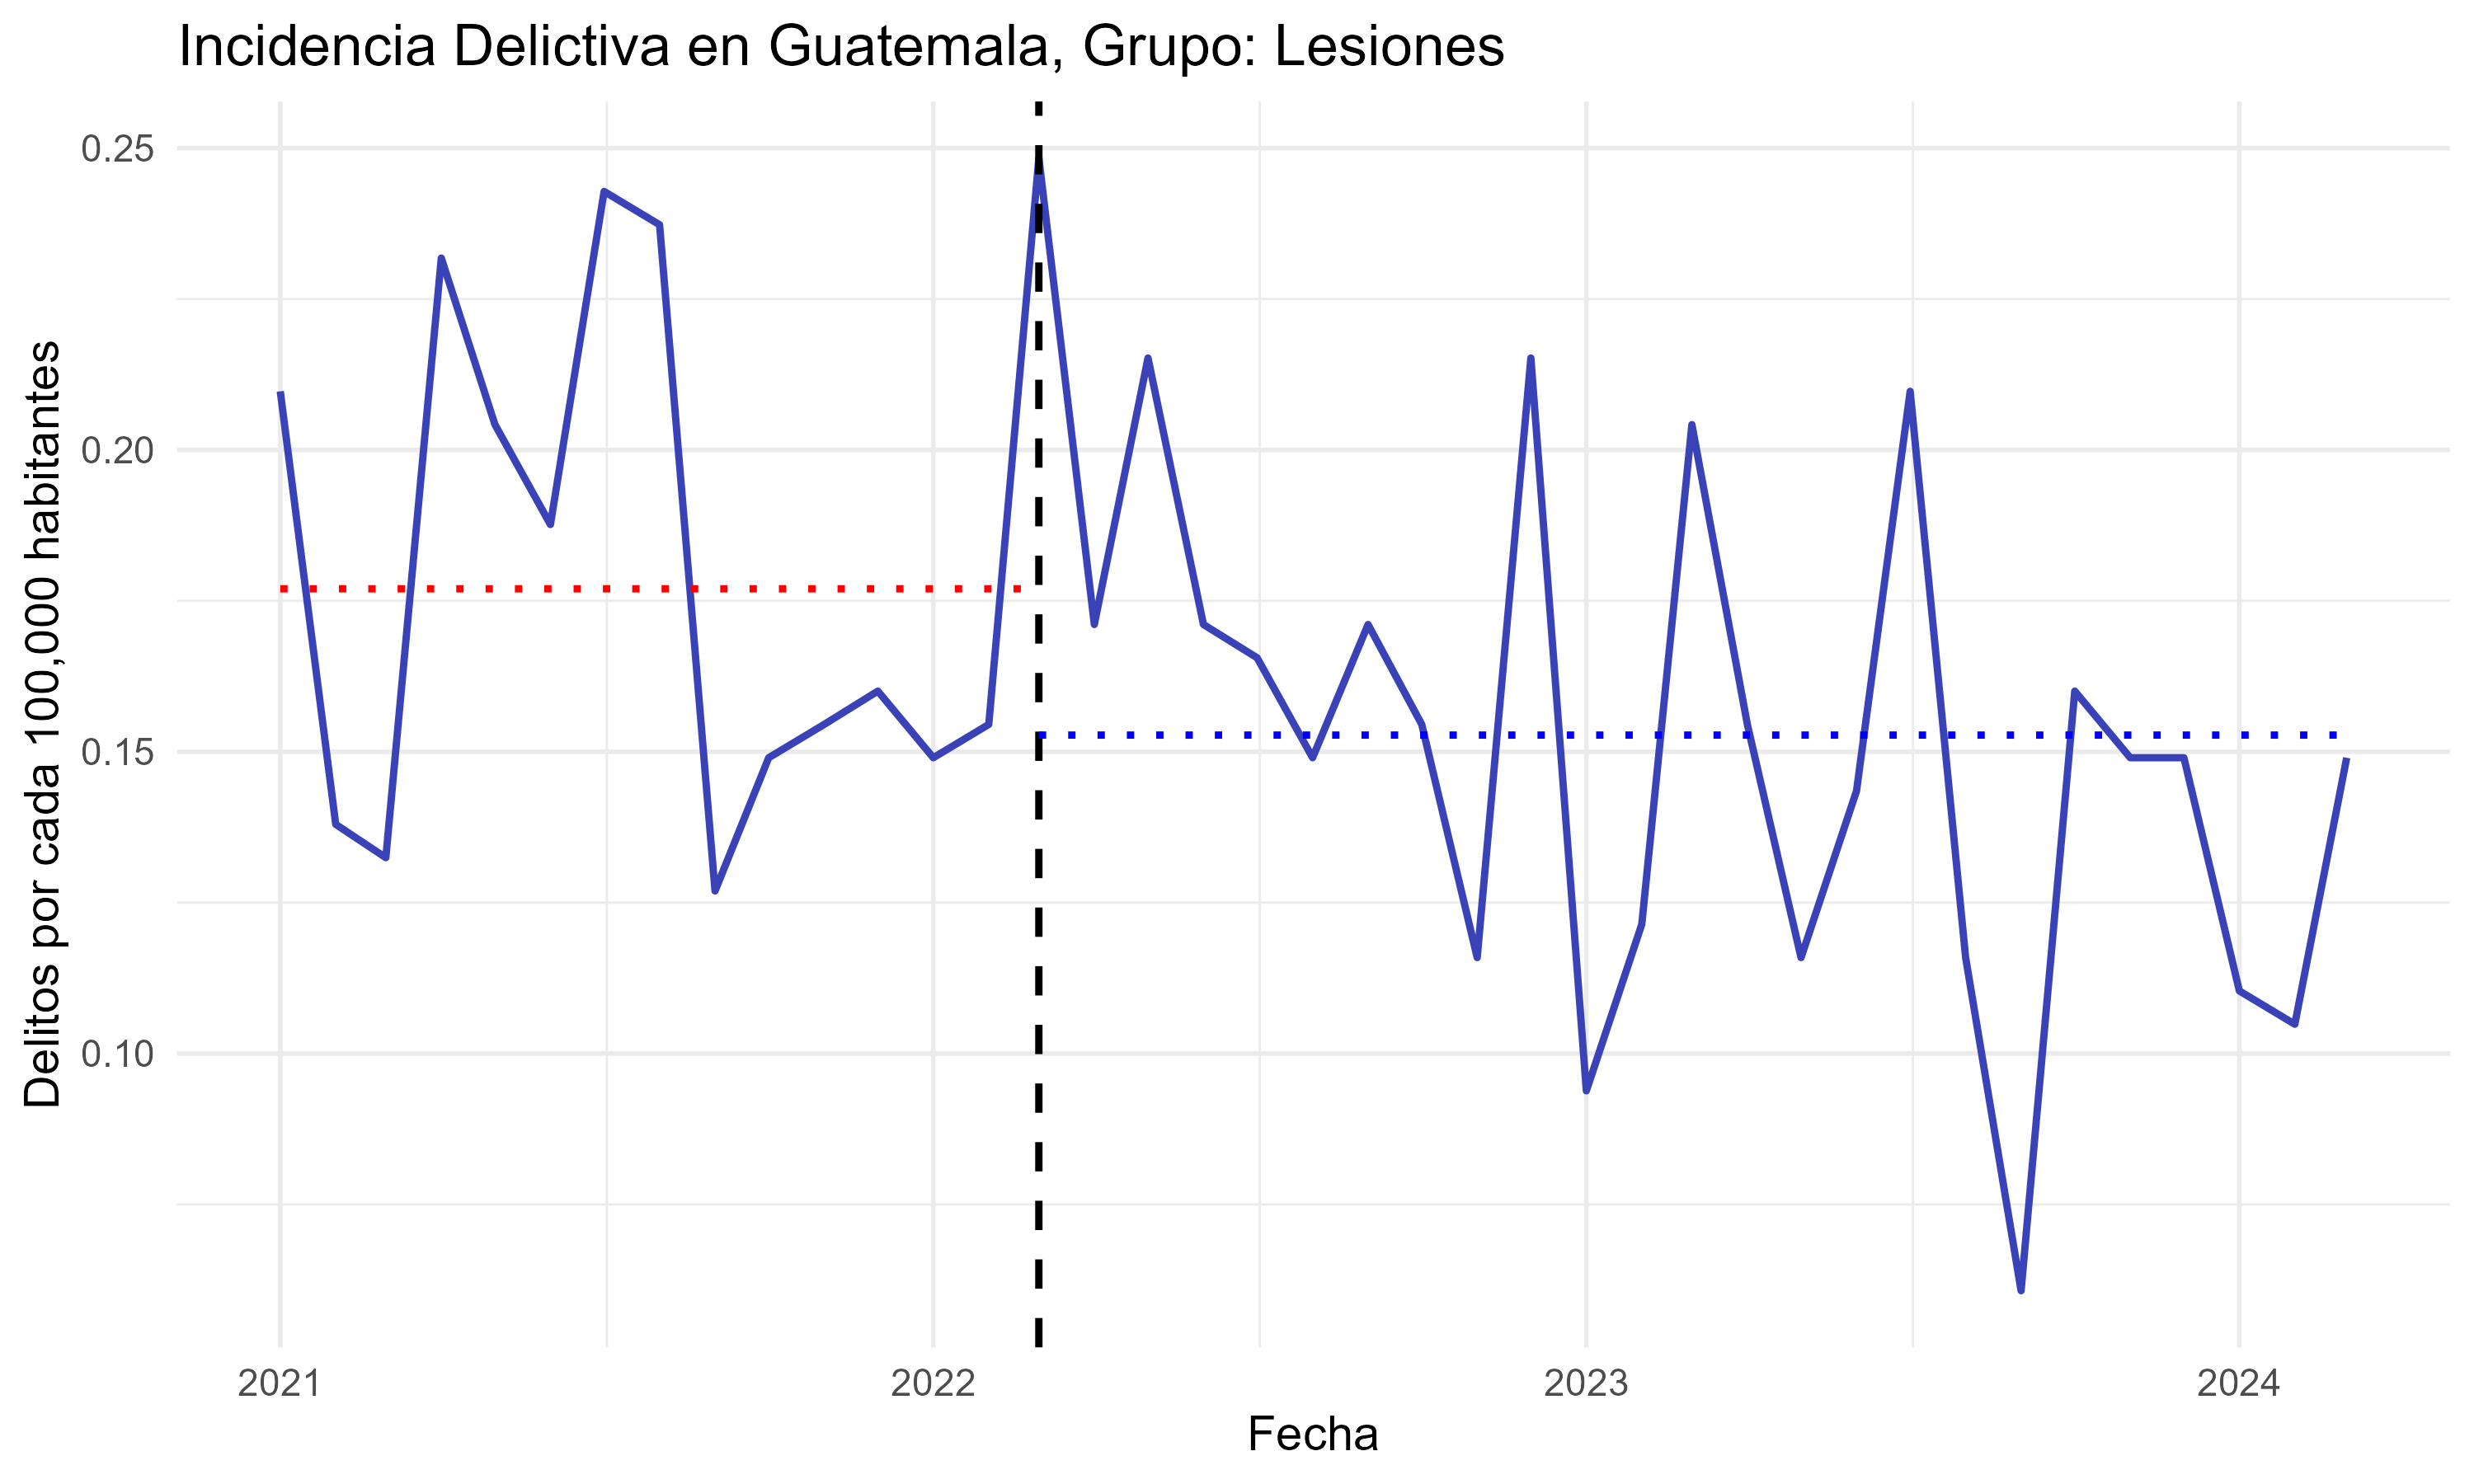 Incidencia Delictiva en Guatemala, Grupo: Lesiones
Delitos por cada 100,000 habitantes
0.25
0.20
0.15
0.10
2021
2022
2023
2024
Fecha